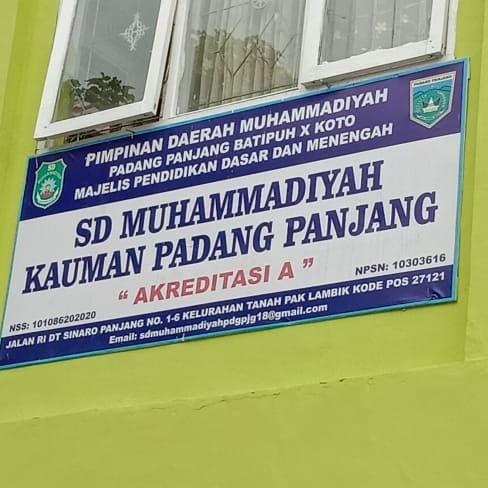 PIMPINAN DAERAH MUHAMMADIYAH
PADANG PANJANG BATIPUH X KOTO
MAJELIS PENDIDIKAN DASAR DAN MENENGAH
SD MUHAMMADIYAH
KAUMAN PADANG PANJANG
“ AKREDITASI A ”
NSS: 101086202020
NPSN: 10303616
JALAN RI DT SINARO PANJANG NO. 1-6 KELURAHAN TANAH PAK LAMBIK KODE POS 27121
Email: sdmuhammadiyahpdgpjg18@gmail.com